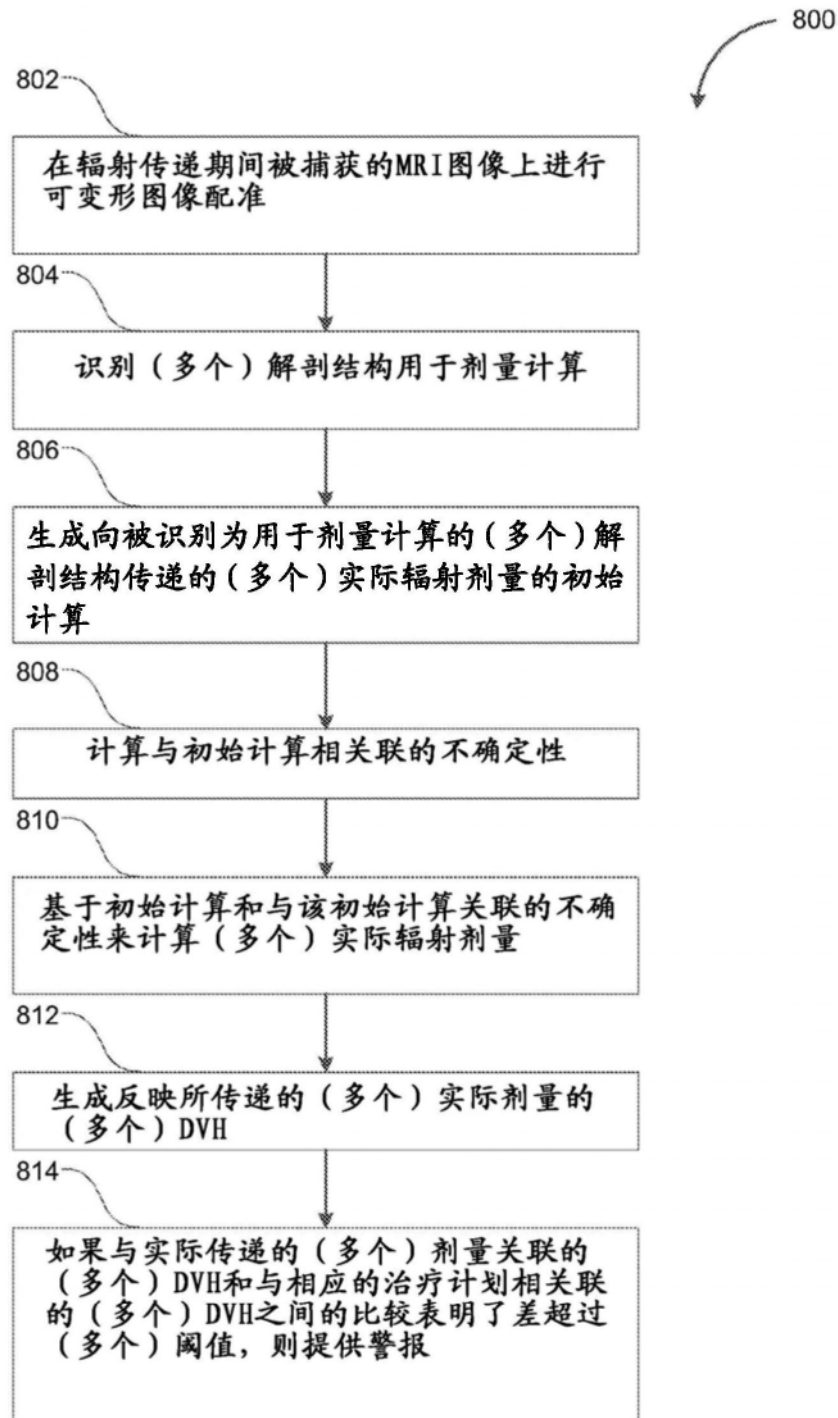 800
802
在辐射传递期间被捕获的MRI图像上进行
可变形图像配准
804
识别（多个）解剖结构用于剂量计算
806
生成向被识别为用于剂量计算的（多个）解
剖结构传递的（多个）实际辐射剂量的初始
计算
808
计算与初始计算相关联的不确定性
810
基于初始计算和与该初始计算关联的不确
定性来计算（多个）实际辐射剂量
812
生成反映所传递的（多个）实际剂量的
（多个）DVH
814
如果与实际传递的（多个）剂量关联的
（多个）DVH和与相应的治疗计划相关联
的（多个）DVH之间的比较表明了差超过
（多个）阈值，则提供警报